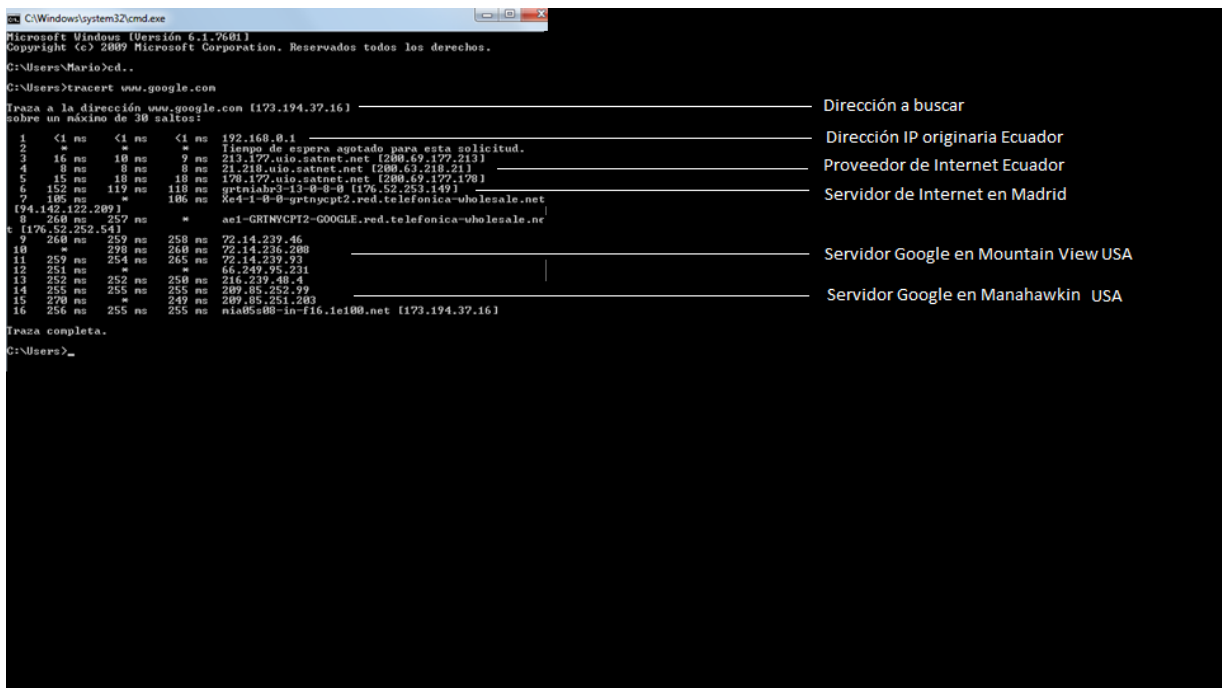 C:\Windows\system32\cmd.exe
Microsoft Windows [Versión 6.1.7601]
Copyright (c) 2009 Microsoft Corporation. Reservados todos los derechos.
C:\Users\Mario>cd..
C:\Users>tracert www.google.com
Traza a la dirección www.google.com [173.194.37.16]
sobre un máximo de 30 saltos:
1 <1 ms <1 ms <1 ms 192.168.0.1
2 * * * Tiempo de espera agotado para esta solicitud.
3 16 ms 10 ms 9 ms 213.177.uio.satnet.net [200.69.177.213]
4 8 ms 8 ms 8 ms 21.218.uio.satnet.net [200.63.218.21]
5 15 ms 18 ms 18 ms 178.177.uio.satnet.net [200.69.177.178]
6 152 ms 119 ms 118 ms grtmiabr3-13-0-8-0 [176.52.253.149]
7 105 ms * 106 ms Xe4-1-0-0-grtnycpt2.red.telefonica-wholesale.net
[94.142.122.209]
8 260 ms 257 ms * ae1-GRTNYCPT2-GOOGLE.red.telefonica-wholesale.ne
t [176.52.252.54]
9 260 ms 259 ms 258 ms 72.14.239.46
10 * 298 ms 260 ms 72.14.236.208
11 259 ms 254 ms 265 ms 72.14.239.93
12 251 ms * * 66.249.95.231
13 252 ms 252 ms 250 ms 216.239.48.4
14 255 ms 255 ms 255 ms 209.85.252.99
15 270 ms * 249 ms 209.85.251.203
16 256 ms 255 ms 255 ms mia05s08-in-f16.1e100.net [173.194.37.16]
Traza completa.
C:\Users>_
Dirección a buscar
Dirección IP originaria Ecuador
Proveedor de Internet Ecuador
Servidor de Internet en Madrid
Servidor Google en Mountain View USA
Servidor Google en Manahawkin USA